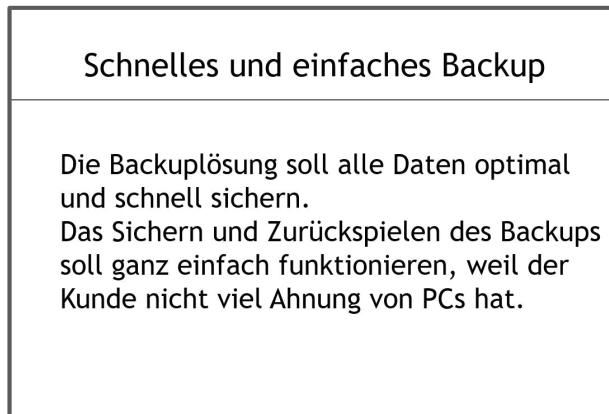 Schnelles und einfaches Backup
Die Backuplösung soll alle Daten optimal
und schnell sichern.
Das Sichern und Zurückspielen des Backups
soll ganz einfach funktionieren, weil der
Kunde nicht viel Ahnung von PCs hat.